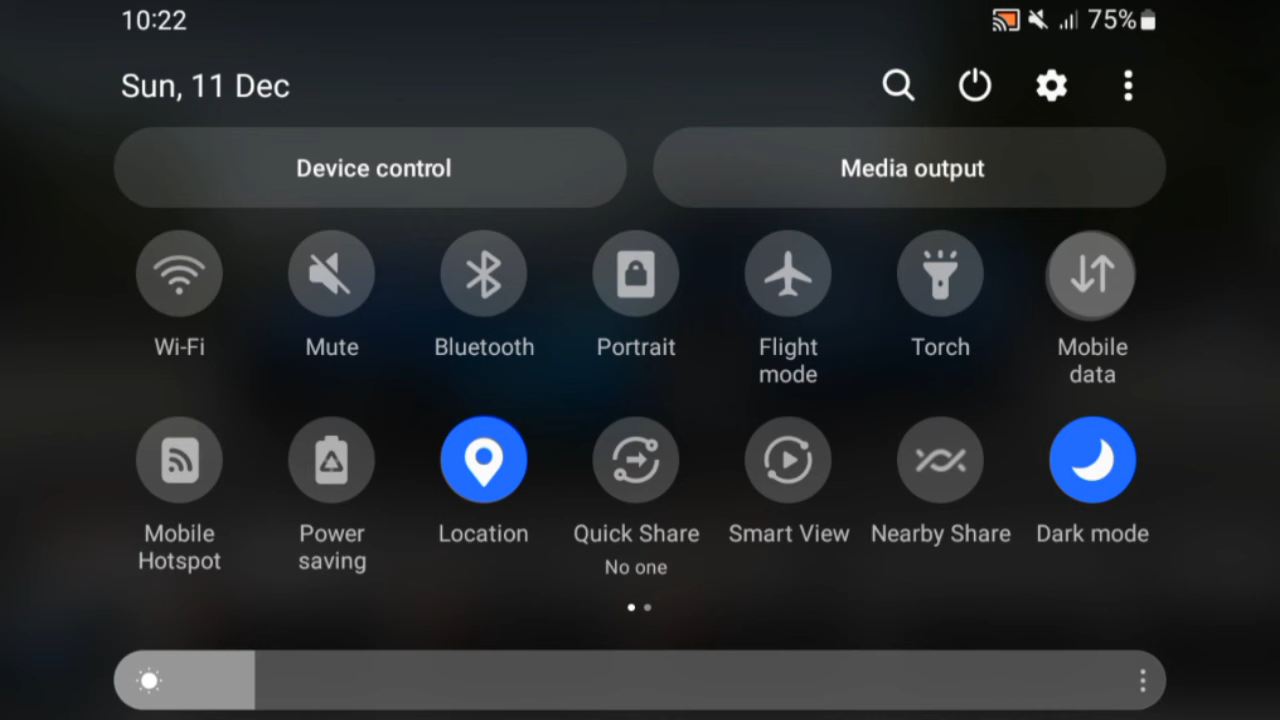 10:22 75%
Sun, 11 Dec
Device control Media output
Wi-Fi Mute Bluetooth Portrait Flight mode Torch Mobile data
Mobile Hotspot Power saving Location Quick Share Smart View Nearby Share Dark mode
No one